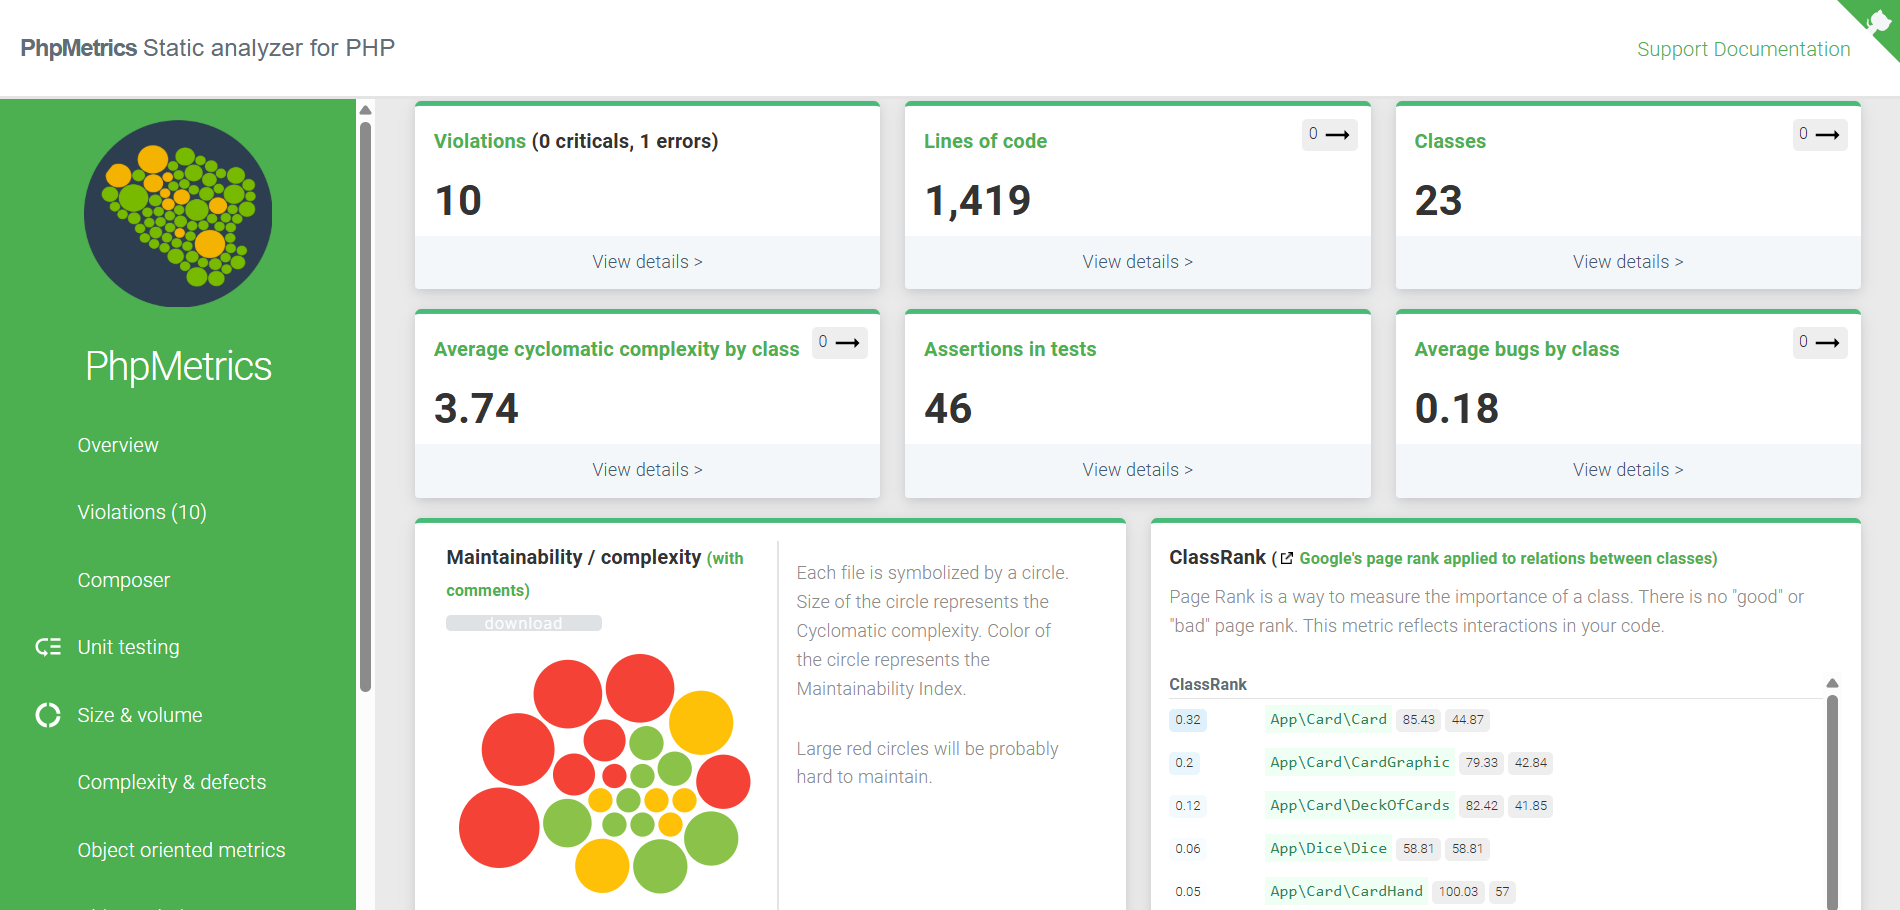 PhpMetrics Static analyzer for PHP
Support Documentation
PhpMetrics
Overview
Violations (10)
Composer
Unit testing
Size & volume
Complexity & defects
Object oriented metrics
Violations (0 criticals, 1 errors)
10
View details >
Lines of code
0
1,419
View details >
Classes
0
23
View details >
Average cyclomatic complexity by class
0
3.74
View details >
Assertions in tests
46
View details >
Average bugs by class
0
0.18
View details >
Maintainability / complexity (with
comments)
download
Each file is symbolized by a circle.
Size of the circle represents the
Cyclomatic complexity. Color of
the circle represents the
Maintainability Index.
Large red circles will be probably
hard to maintain.
ClassRank ( Google's page rank applied to relations between classes)
Page Rank is a way to measure the importance of a class. There is no "good" or
"bad" page rank. This metric reflects interactions in your code.
ClassRank
0.32 App\Card\Card 85.43 44.87
0.2 App\Card\CardGraphic 79.33 42.84
0.12 App\Card\DeckOfCards 82.42 41.85
0.06 App\Dice\Dice 58.81 58.81
0.05 App\Card\CardHand 100.03 57